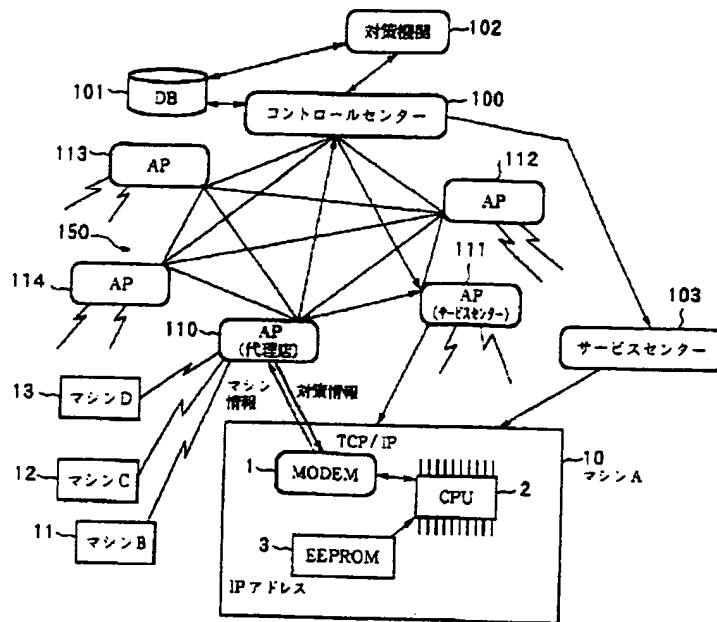 対策機関
102
101
DB
コントロールセンター
100
113
AP
112
AP
150
114
AP
111
AP
(サービスセンター)
110
AP
(代理店)
103
サービスセンター
13
マシンD
マシン
情報
対策情報
12
マシンC
11
マシンB
TCP/IP
10
マシンA
1
MODEM
CPU
2
3
EEPROM
IPアドレス